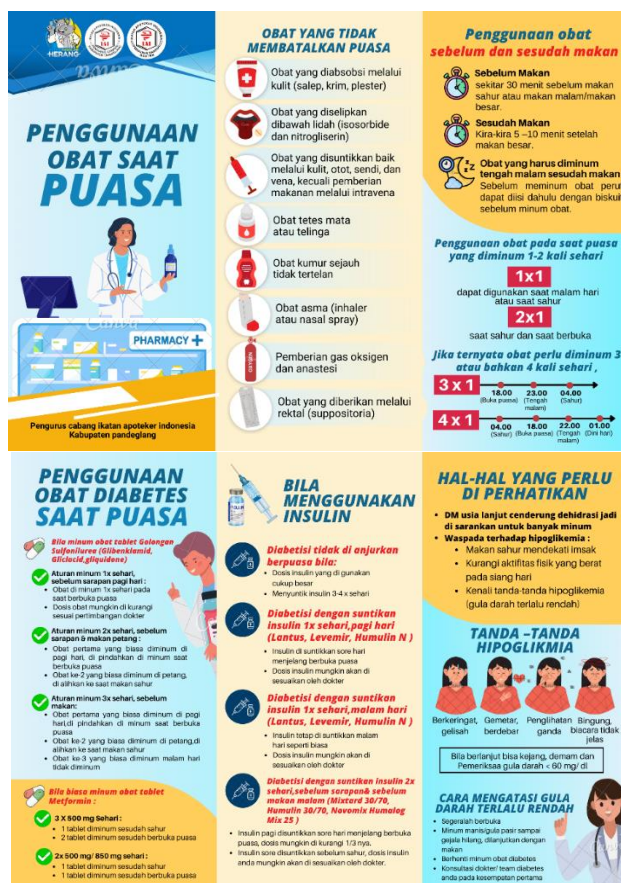 HERANG
IAI
IAI
PENGGUNAAN
OBAT SAAT
PUASA
Canva
PHARMACY +
Pengurus cabang ikatan apoteker indonesia
Kabupaten pandeglang
OBAT YANG TIDAK
MEMBATALKAN PUASA
Obat yang diabsobsi melalui
kulit (salep, krim, plester)
Obat yang diselipkan
dibawah lidah (isosorbide
dan nitrogliserin)
Obat yang disuntikkan baik
melalui kulit, otot, sendi, dan
vena, kecuali pemberian
makanan melalui intravena
Obat tetes mata
atau telinga
Obat kumur sejauh
tidak tertelan
Obat asma (inhaler
atau nasal spray)
OXYGEN
Pemberian gas oksigen
dan anastesi
Obat yang diberikan melalui
rektal (suppositoria)
Penggunaan obat
sebelum dan sesudah makan
Sebelum Makan
sekitar 30 menit sebelum makan
sahur atau makan malam/makan
besar.
Sesudah Makan
Kira-kira 5 –10 menit setelah
makan besar.
Obat yang harus diminum
tengah malam sesudah makan
Sebelum meminum obat perut
dapat diisi dahulu dengan biskuit
sebelum minum obat.
Penggunaan obat pada saat puasa
yang diminum 1-2 kali sehari
1x1
dapat digunakan saat malam hari
atau saat sahur
2x1
saat sahur dan saat berbuka
Jika ternyata obat perlu diminum 3
atau bahkan 4 kali sehari ,
3 x 1
18.00 23.00 04.00
(Buka puasa) (Tengah malam) (Sahur)
4 x 1
04.00 18.00 22.00 01.00
(Sahur) (Buka puasa) (Tengah malam) (Dini hari)
PENGGUNAAN
OBAT DIABETES
SAAT PUASA
Bila minum obat tablet Golongan
Sulfonilurea (Glibenklamid,
Gliclacid,gliquidone)
Aturan minum 1x sehari,
sebelum sarapan pagi hari :
• Obat di minum 1x sehari pada
saat berbuka puasa
• Dosis obat mungkin di kurangi
sesuai pertimbangan dokter
Aturan minum 2x sehari, sebelum
sarapan & makan petang :
• Obat pertama yang biasa diminum di
pagi hari, di pindahkan di minum saat
berbuka puasa
• Obat ke-2 yang biasa diminum di petang,
di alihkan ke saat makan sahur
Aturan minum 3x sehari, sebelum
makan:
• Obat pertama yang biasa diminum di pagi
hari,di pindahkan di minum saat berbuka
puasa
• Obat ke-2 yang biasa diminum di petang,di
alihkan ke saat makan sahur
• Obat ke-3 yang biasa diminum malam hari
tidak diminum
Bila biasa minum obat tablet
Metformin :
3 X 500 mg Sehari :
• 1 tablet diminum sesudah sahur
• 2 tablet diminum sesudah berbuka puasa
2x 500 mg/ 850 mg sehari :
• 1 tablet diminum sesudah sahur
• 1 tablet diminum sesudah berbuka puasa
BILA
MENGGUNAKAN
INSULIN
Diabetisi tidak di anjurkan
berpuasa bila:
• Dosis insulin yang di gunakan
cukup besar
• Menyuntik insulin 3-4 x sehari
Diabetisi dengan suntikan
insulin 1x sehari,pagi hari
(Lantus, Levemir, Humulin N )
• Insulin di suntikkan sore hari
menjelang berbuka puasa
• Dosis insulin mungkin akan di
sesuaikan oleh dokter
Diabetisi dengan suntikan
insulin 1x sehari,malam hari
(Lantus, Levemir, Humulin N )
• Insulin tetap di suntikkan malam
hari seperti biasa
• Dosis insulin mungkin akan di
sesuaikan oleh dokter
Diabetisi dengan suntikan insulin 2x
sehari,sebelum sarapan& sebelum
makan malam (Mixtard 30/70,
Humulin 30/70, Novomix Humalog
Mix 25 )
• Insulin pagi disuntikkan sore hari menjelang berbuka
puasa, dosis mungkin di kurangi 1/3 nya.
• Insulin sore disuntikkan sebelum sahur, dosis insulin
anda mungkin akan di sesuaikan oleh dokter.
HAL-HAL YANG PERLU
DI PERHATIKAN
• DM usia lanjut cenderung dehidrasi jadi
di sarankan untuk banyak minum
• Waspada terhadap hipoglikemia :
• Makan sahur mendekati imsak
• Kurangi aktifitas fisik yang berat
pada siang hari
• Kenali tanda-tanda hipoglikemia
(gula darah terlalu rendah)
TANDA –TANDA
HIPOGLIKMIA
Berkeringat,
gelisah
Gemetar,
berdebar
Penglihatan
ganda
Bingung,
biacara tidak
jelas
Bila berlanjut bisa kejang, demam dan
Pemeriksaa gula darah < 60 mg/ dl
CARA MENGATASI GULA
DARAH TERLALU RENDAH
• Segeralah berbuka
• Minum manis/gula pasir sampai
gejala hilang, dilanjutkan dengan
makan
• Berhenti minum obat diabetes
• Konsultasi dokter/ team diabetes
anda pada kesempatan pertama